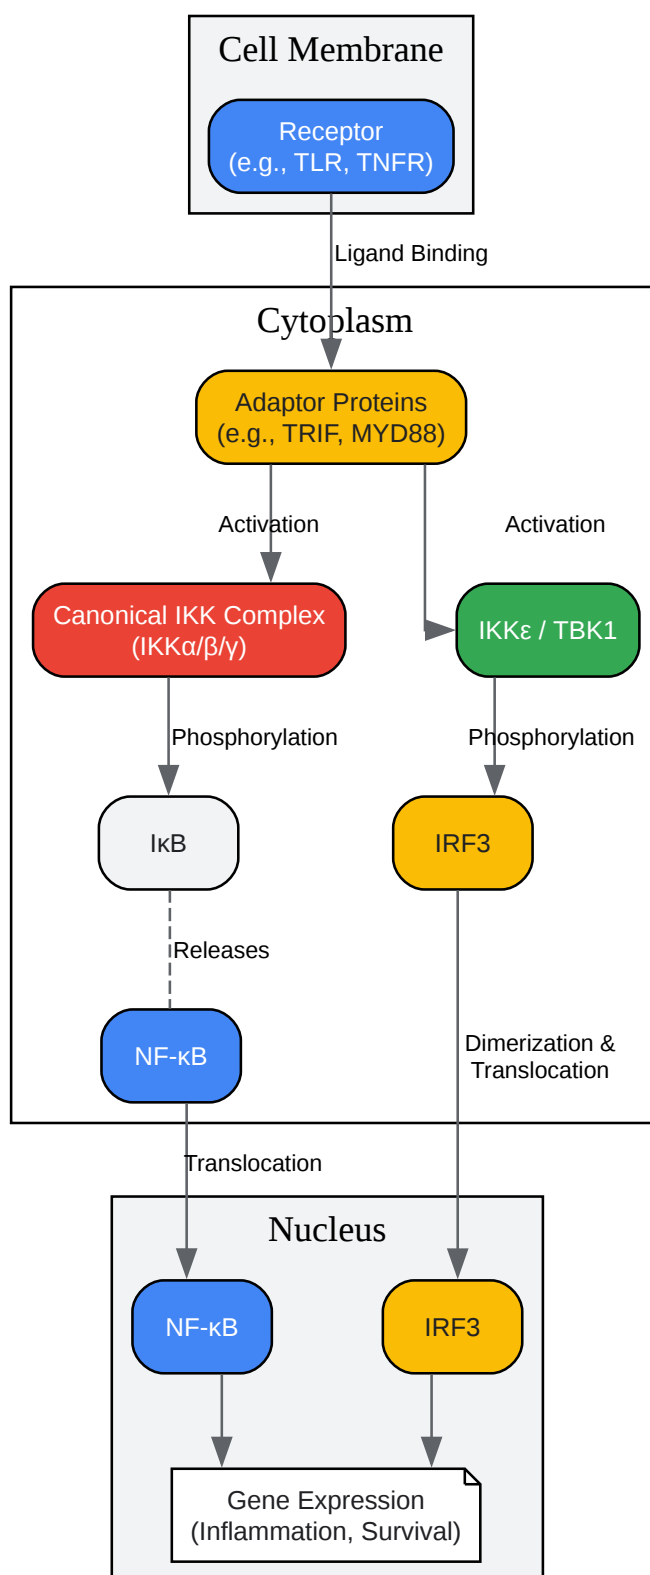 Cell Membrane
Receptor
(e.g., TLR, TNFR)
Ligand Binding
Cytoplasm
Adaptor Proteins
(e.g., TRIF, MYD88)
Activation
Activation
Canonical IKK Complex
(IKKα/β/γ)
IKKε / TBK1
Phosphorylation
Phosphorylation
IκB
IRF3
Releases
NF-κB
Dimerization &
Translocation
Translocation
Nucleus
NF-κB
IRF3
Gene Expression
(Inflammation, Survival)